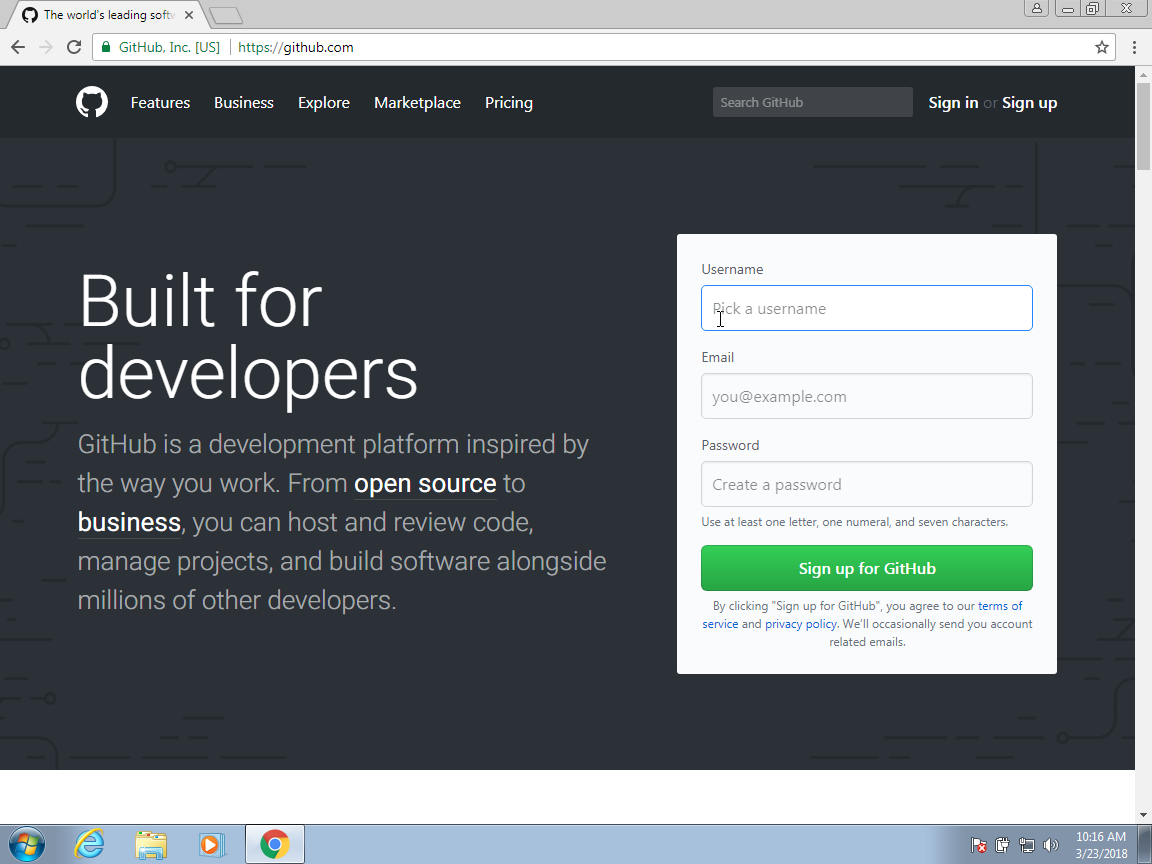 The world's leading softw
GitHub, Inc. [US]
https://github.com
Features
Business
Explore
Marketplace
Pricing
Search GitHub
Sign in or Sign up
Built for
developers
GitHub is a development platform inspired by
the way you work. From open source to
business, you can host and review code,
manage projects, and build software alongside
millions of other developers.
Username
Pick a username
Email
you@example.com
Password
Create a password
Use at least one letter, one numeral, and seven characters.
Sign up for GitHub
By clicking "Sign up for GitHub", you agree to our terms of
service and privacy policy. We'll occasionally send you account
related emails.
10:16 AM
3/23/2018